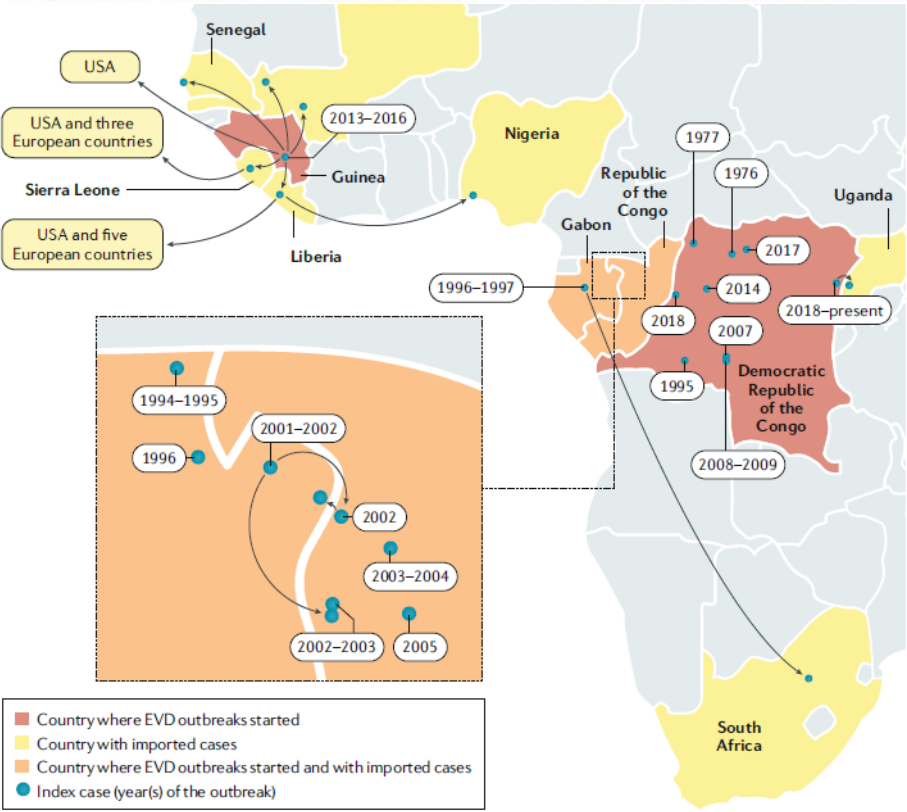 Senegal
USA
2013–2016
USA and three
European countries
Nigeria
1977
Republic
of the
Congo
1976
Guinea
Sierra Leone
Uganda
Gabon
USA and five
European countries
2017
Liberia
1996–1997
2014
2018–present
2018
2007
Democratic
Republic
of the
Congo
1995
2008–2009
1994–1995
2001–2002
1996
2002
2003–2004
2002–2003
2005
South
Africa
Country where EVD outbreaks started
Country with imported cases
Country where EVD outbreaks started and with imported cases
Index case (year(s) of the outbreak)